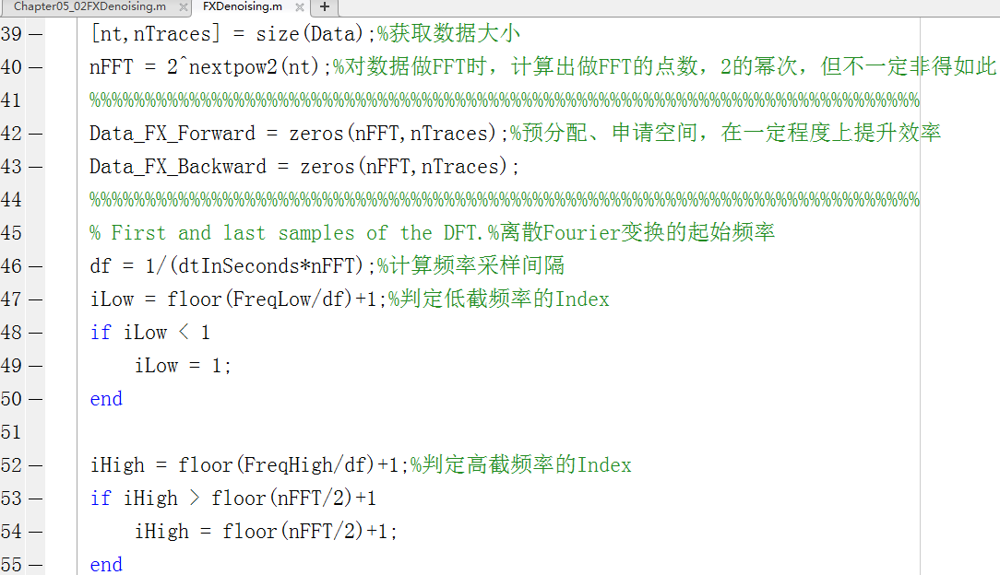 Chapter05_02FXDenoising.m × FXDenoising.m × +
39 — [nt,nTraces] = size(Data);%获取数据大小
40 — nFFT = 2^nextpow2(nt);%对数据做FFT时，计算出做FFT的点数，2的幂次，但不一定非得如此
41 %%%%%%%%%%%%%%%%%%%%%%%%%%%%%%%%%%%%%%%%%%%%%%%%%%%%%%%%%%%%%%%%%%%%%%%%%%%
42 — Data_FX_Forward = zeros(nFFT,nTraces);%预分配、申请空间，在一定程度上提升效率
43 — Data_FX_Backward = zeros(nFFT,nTraces);
44 %%%%%%%%%%%%%%%%%%%%%%%%%%%%%%%%%%%%%%%%%%%%%%%%%%%%%%%%%%%%%%%%%%%%%%%%%%%
45 % First and last samples of the DFT.%离散Fourier变换的起始频率
46 — df = 1/(dtInSeconds*nFFT);%计算频率采样间隔
47 — iLow = floor(FreqLow/df)+1;%判定低截频率的Index
48 — if iLow < 1
49 — iLow = 1;
50 — end
51
52 — iHigh = floor(FreqHigh/df)+1;%判定高截频率的Index
53 — if iHigh > floor(nFFT/2)+1
54 — iHigh = floor(nFFT/2)+1;
55 — end